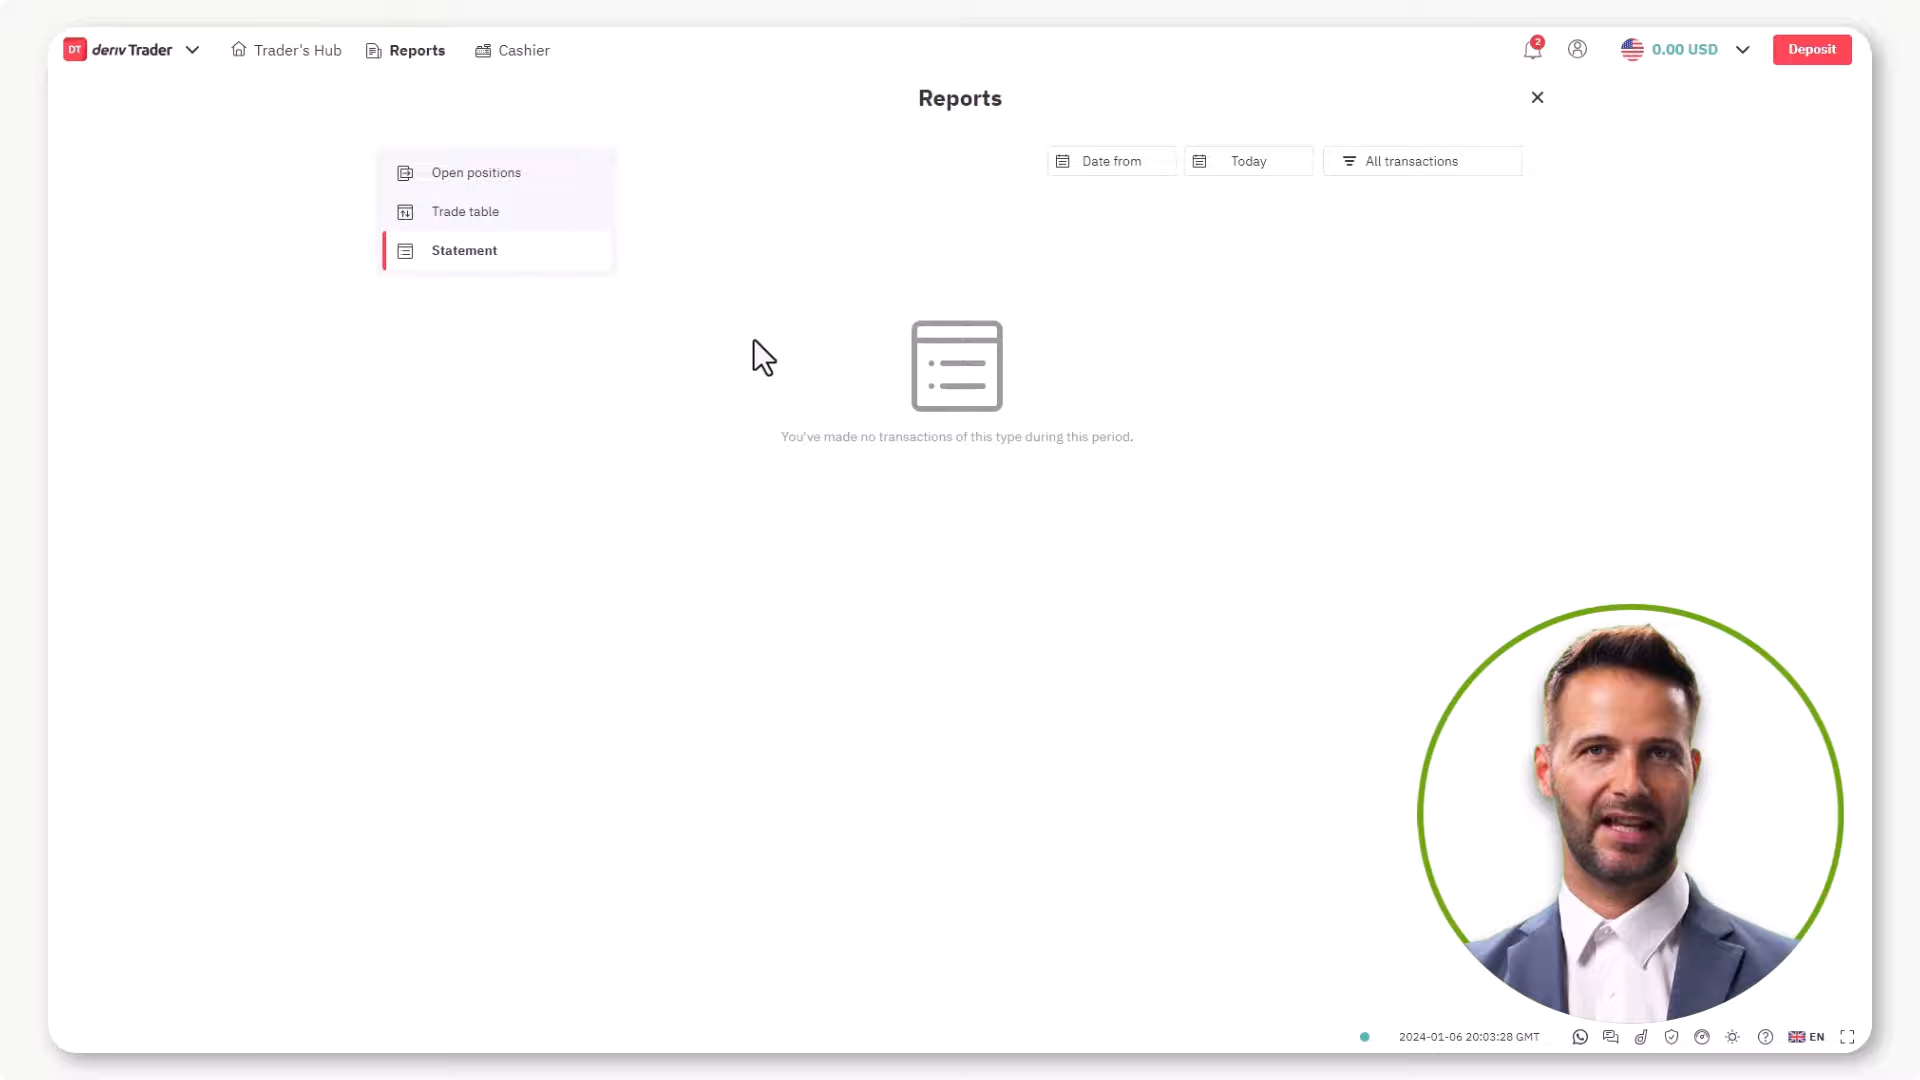 DT deriv Trader Trader's Hub Reports Cashier 2 0.00 USD Deposit
Reports
Open positions
Trade table
Statement
Date from Today All transactions
You've made no transactions of this type during this period.
2024-01-06 20:03:28 GMT EN